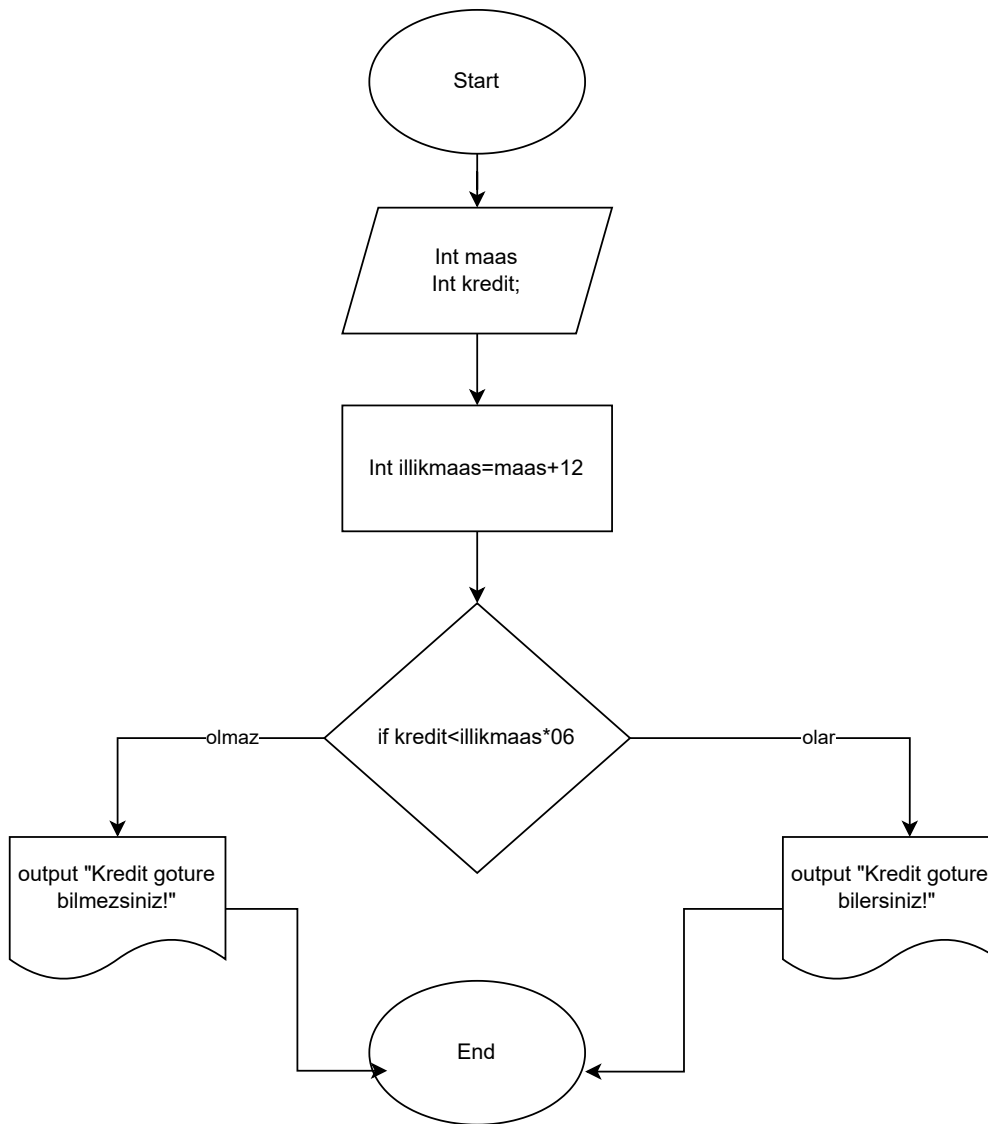 Start
Int maas
Int kredit;
Int illikmaas=maas+12
if kredit<illikmaas*06
olmaz
olar
output "Kredit goture
bilmezsiniz!"
output "Kredit goture
bilersiniz!"
End